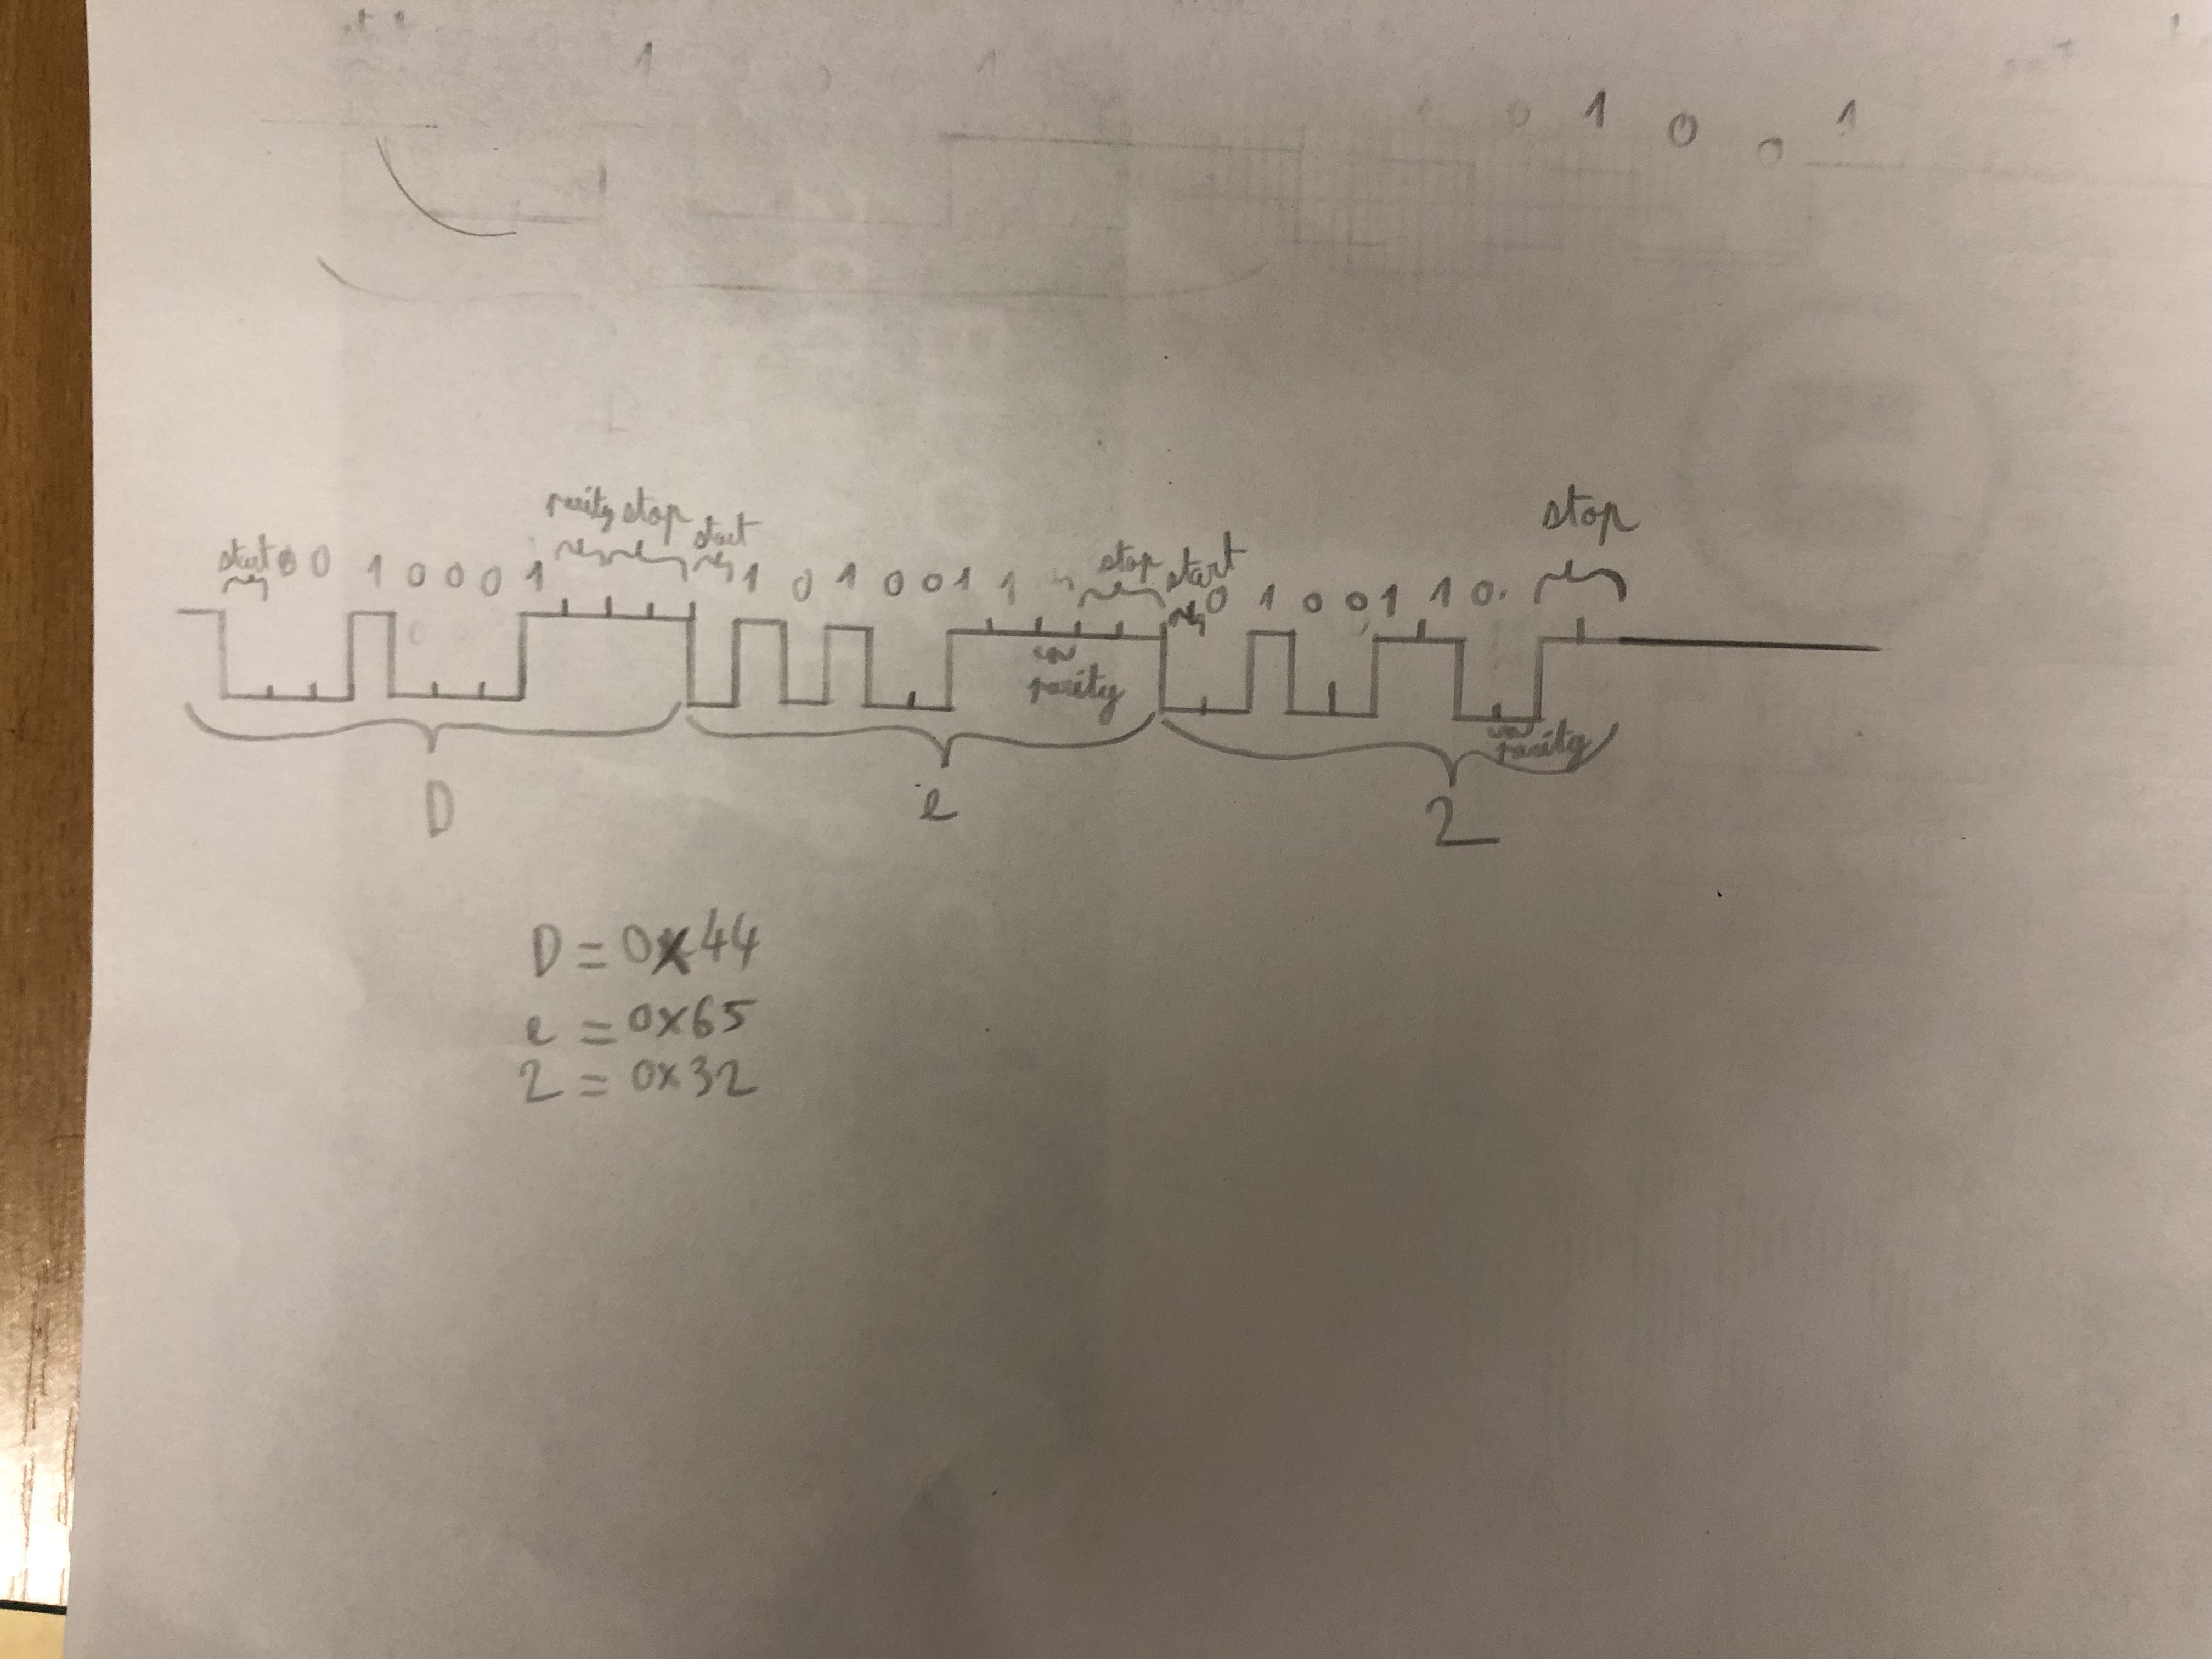 1 1
1 0 1 0 0 1
parity stop start
start 0 0 1 0 0 0 1
1 0 1 0 0 1 1 stop start
0 1 0 0 1 1 0 stop
parity
parity
D e 2
D = 0x44
e = 0x65
2 = 0x32